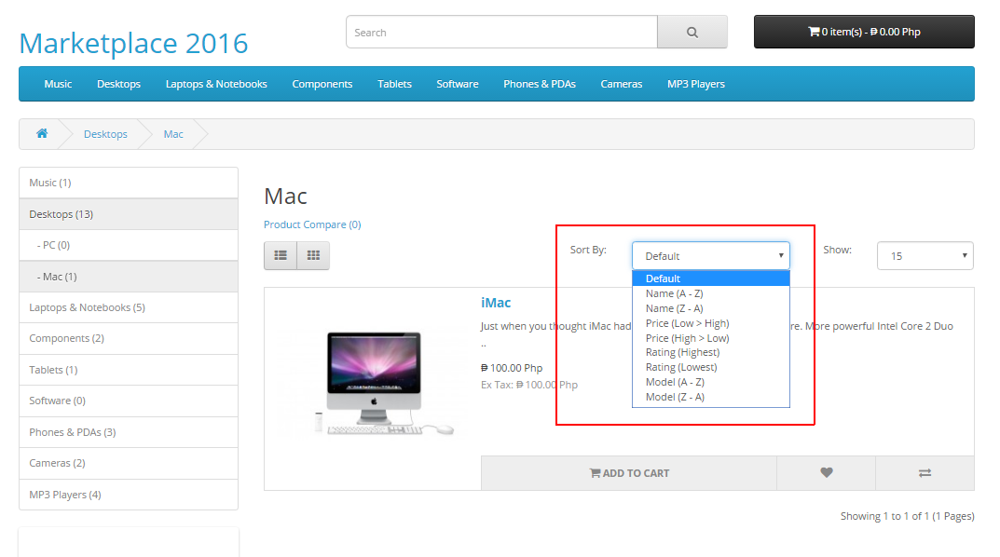 Marketplace 2016
Search
0 item(s) - ₱ 0.00 Php
Music Desktops Laptops & Notebooks Components Tablets Software Phones & PDAs Cameras MP3 Players
Desktops Mac
Music (1)
Desktops (13)
- PC (0)
- Mac (1)
Laptops & Notebooks (5)
Components (2)
Tablets (1)
Software (0)
Phones & PDAs (3)
Cameras (2)
MP3 Players (4)
Mac
Product Compare (0)
Sort By: Default Show: 15
Default
Name (A - Z)
Name (Z - A)
Price (Low > High)
Price (High > Low)
Rating (Highest)
Rating (Lowest)
Model (A - Z)
Model (Z - A)
iMac
Just when you thought iMac had re. More powerful Intel Core 2 Duo
..
₱ 100.00 Php
Ex Tax: ₱ 100.00 Php
ADD TO CART
Showing 1 to 1 of 1 (1 Pages)